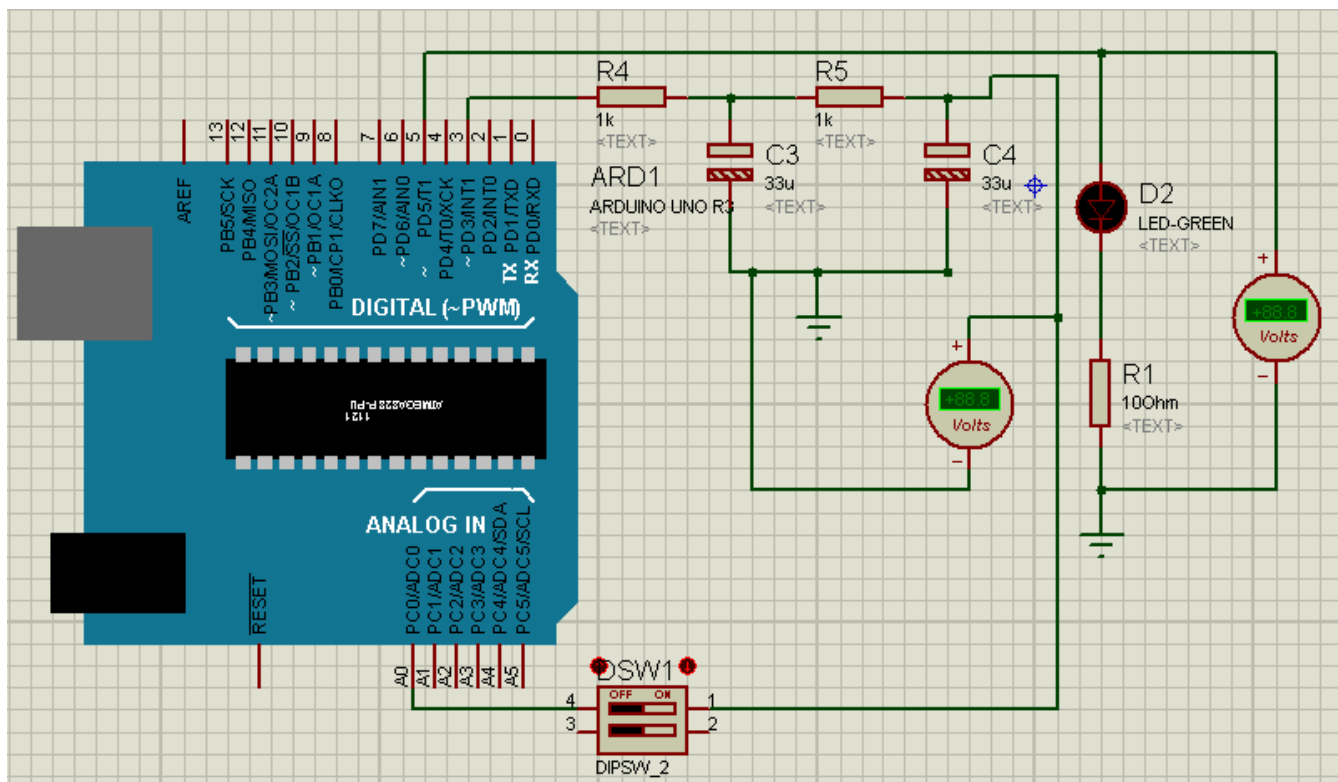 R4
1k
<TEXT>
R5
1k
<TEXT>
C3
33u
<TEXT>
C4
33u
<TEXT>
ARD1
ARDUINO UNO R3
<TEXT>
D2
LED-GREEN
<TEXT>
+
+88.8
Volts
−
+
+88.8
Volts
−
R1
10Ohm
<TEXT>
AREF
13
12
11
10
9
8
7
6
5
4
3
2
1
0
PB5/SCK
PB4/MISO
~PB3/MOSI/OC2A
~ PB2/SS/OC1B
~ PB1/OC1A
PB0/ICP1/CLKO
PD7/AIN1
~ PD6/AIN0
~ PD5/T1
PD4/T0/XCK
~ PD3/INT1
PD2/INT0
TX PD1/TXD
RX PD0/RXD
DIGITAL (~PWM)
ATMEGA328P-PU
1121
ANALOG IN
RESET
PC0/ADC0
PC1/ADC1
PC2/ADC2
PC3/ADC3
PC4/ADC4/SDA
PC5/ADC5/SCL
A0
A1
A2
A3
A4
A5
DSW1
OFF ON
4
1
3
2
DIPSW_2